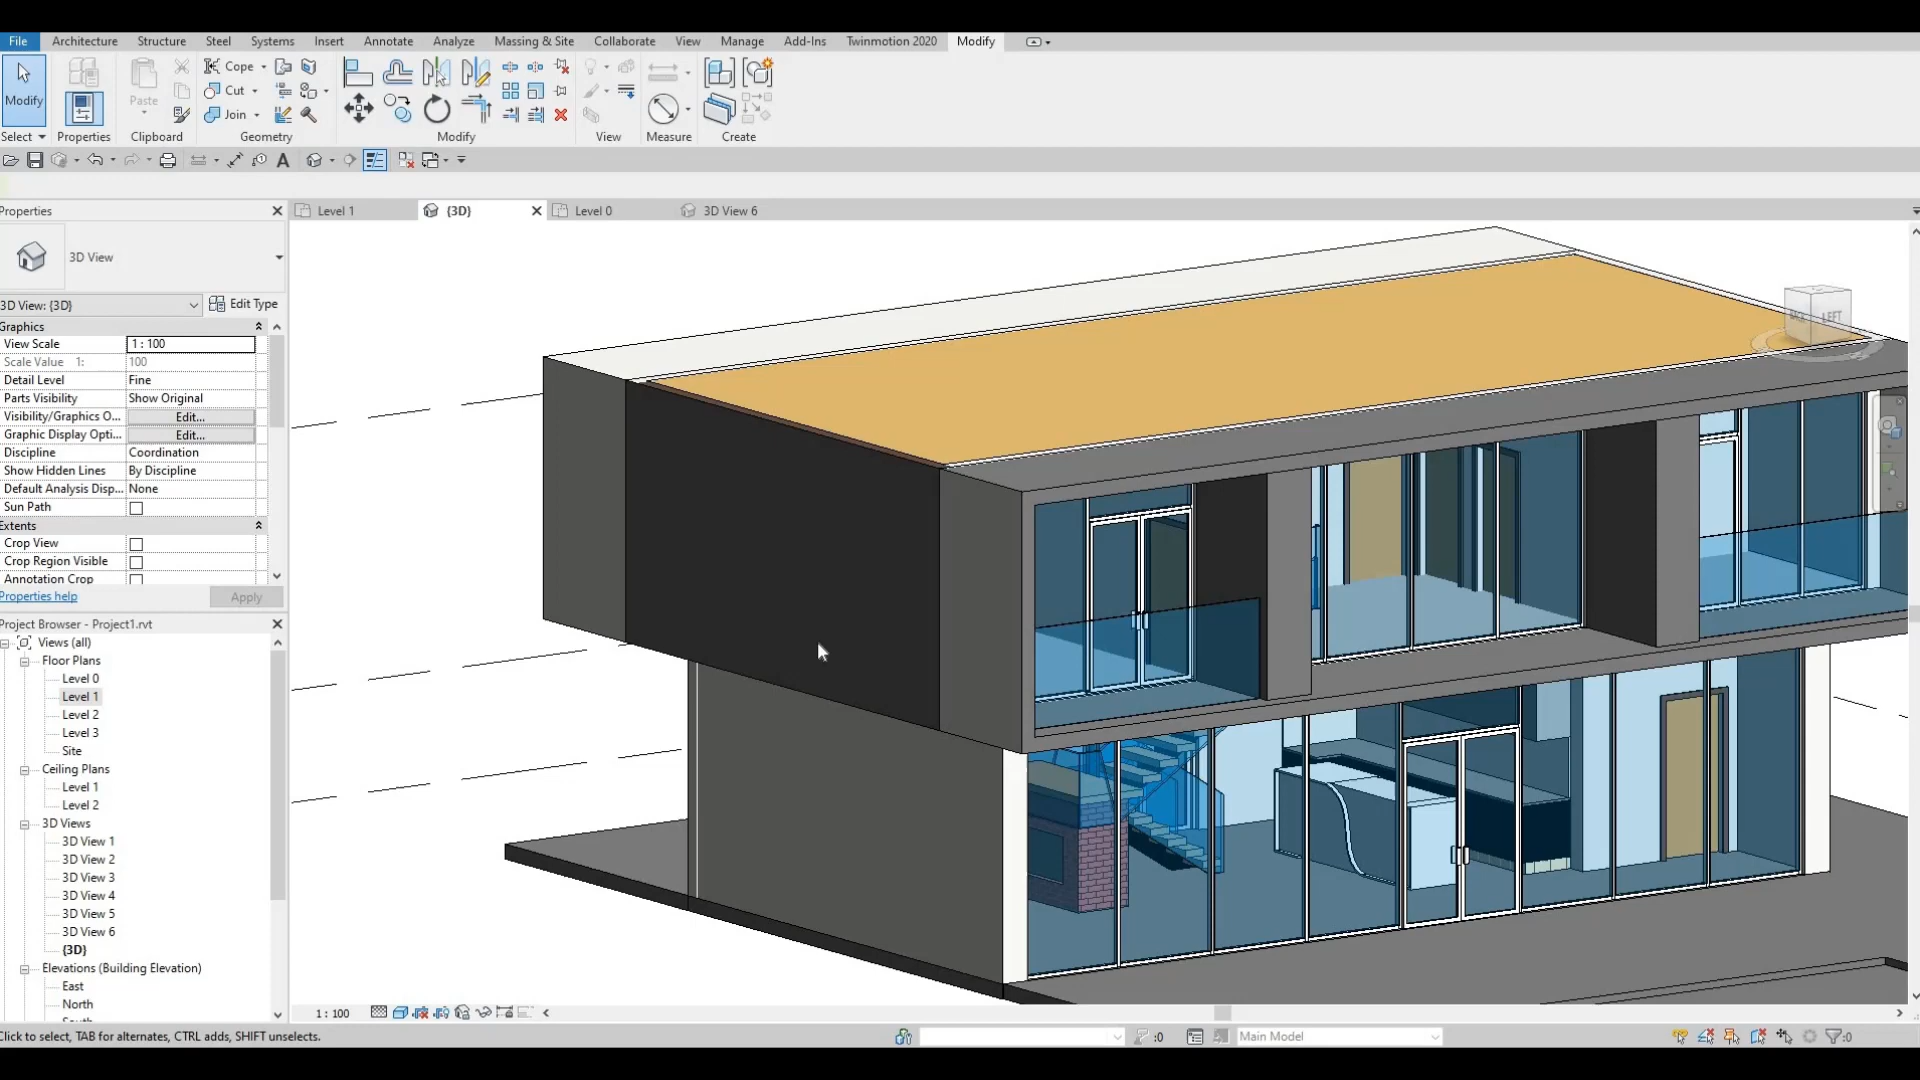 File Architecture Structure Steel Systems Insert Annotate Analyze Massing & Site Collaborate View Manage Add-Ins Twinmotion 2020 Modify
Modify Paste Cope Cut Join
Select Properties Clipboard Geometry Modify View Measure Create
Properties Level 1 {3D} Level 0 3D View 6
3D View
3D View: {3D} Edit Type
Graphics
View Scale 1 : 100
Scale Value 1: 100
Detail Level Fine
Parts Visibility Show Original
Visibility/Graphics O... Edit...
Graphic Display Opti... Edit...
Discipline Coordination
Show Hidden Lines By Discipline
Default Analysis Disp... None
Sun Path
Extents
Crop View
Crop Region Visible
Annotation Crop
Properties help Apply
Project Browser - Project1.rvt
Views (all)
Floor Plans
Level 0
Level 1
Level 2
Level 3
Site
Ceiling Plans
Level 1
Level 2
3D Views
3D View 1
3D View 2
3D View 3
3D View 4
3D View 5
3D View 6
{3D}
Elevations (Building Elevation)
East
North
BACK LEFT
1 : 100
Click to select, TAB for alternates, CTRL adds, SHIFT unselects. :0 Main Model :0